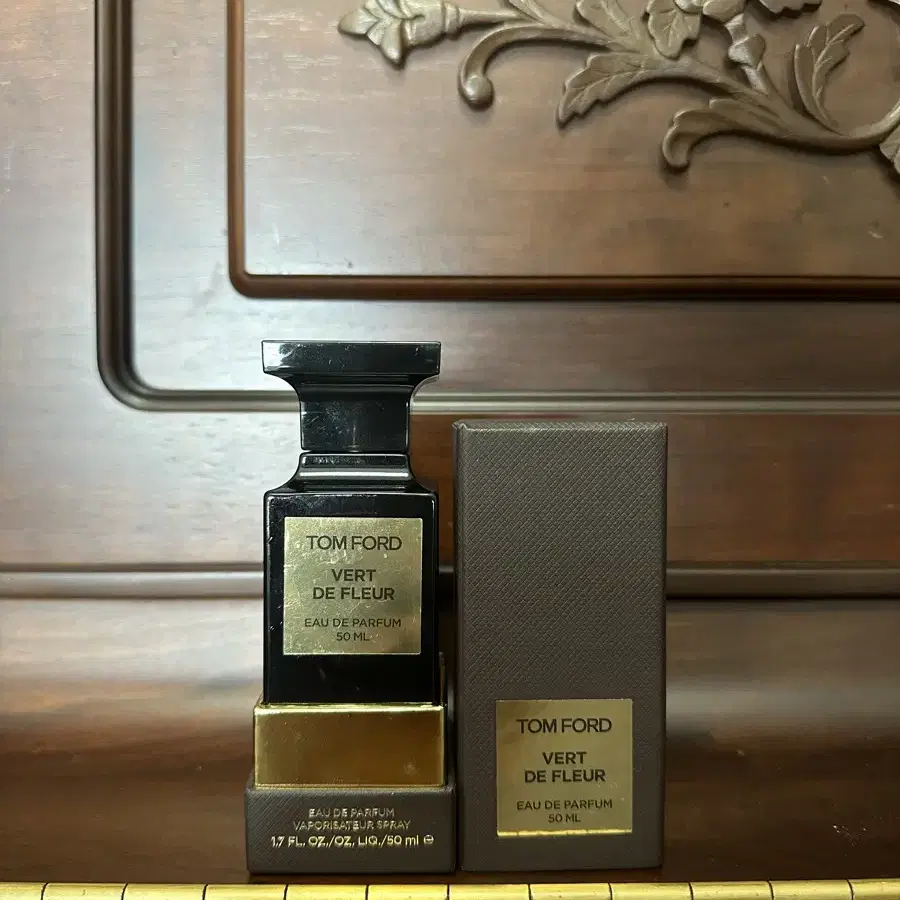 TOM FORD
VERT
DE FLEUR
EAU DE PARFUM
50 ML
EAU DE PARFUM
VAPORISATEUR SPRAY
1.7 FL. OZ./OZ. LIQ./50 ml ℮
TOM FORD
VERT
DE FLEUR
EAU DE PARFUM
50 ML